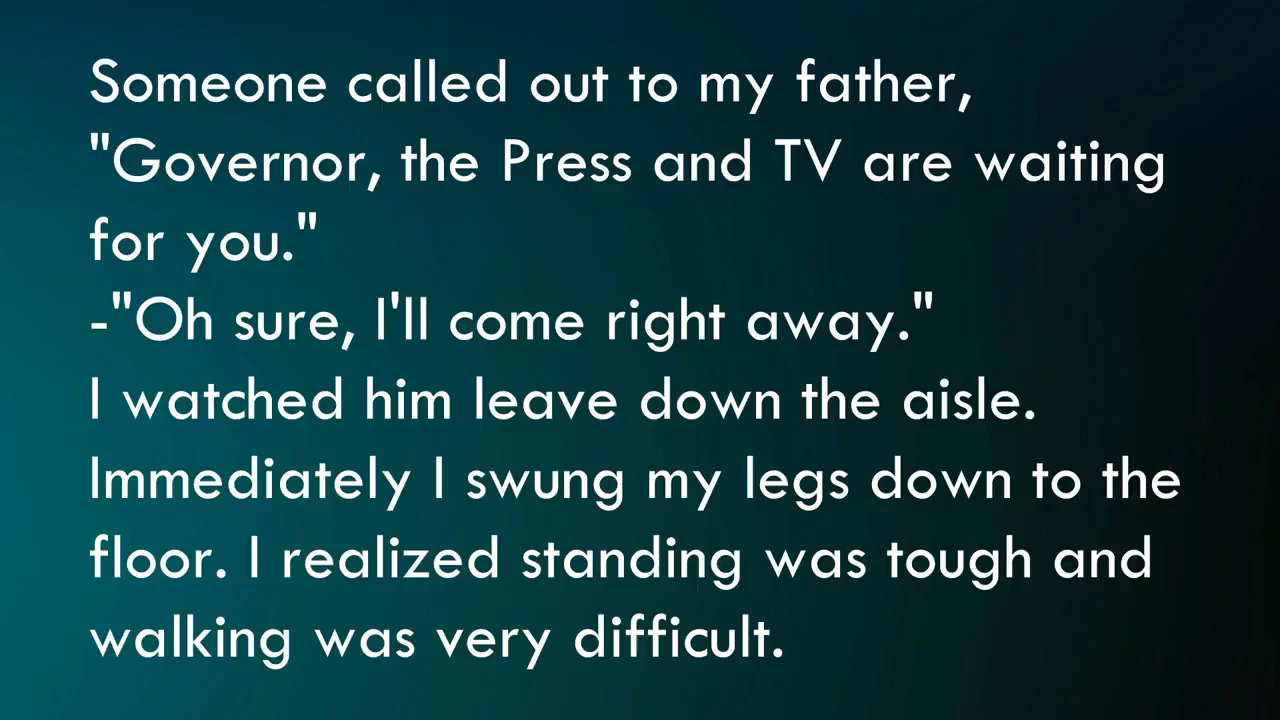 Someone called out to my father,
"Governor, the Press and TV are waiting
for you."
-"Oh sure, I'll come right away."
I watched him leave down the aisle.
Immediately I swung my legs down to the
floor. I realized standing was tough and
walking was very difficult.